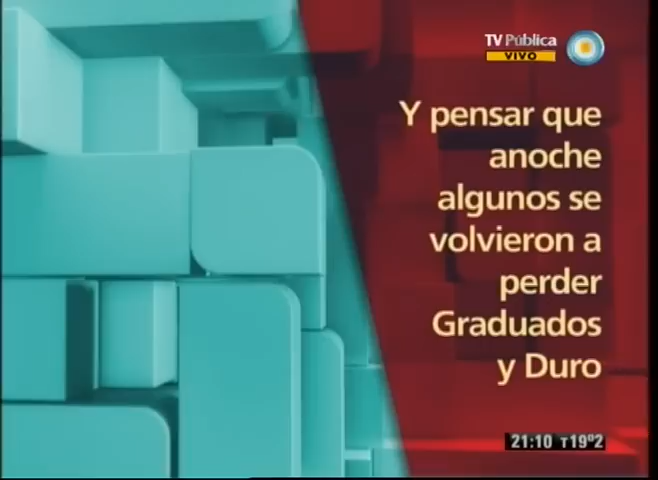 TV Pública
VIVO
Y pensar que
anoche
algunos se
volvieron a
perder
Graduados
y Duro
21:10 T19º2